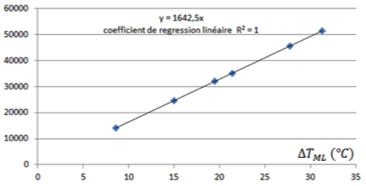 60000
y = 1642,5x
coefficient de regression linéaire R² = 1
50000
40000
30000
20000
10000
ΔT_ML (°C)
0
0 5 10 15 20 25 30 35